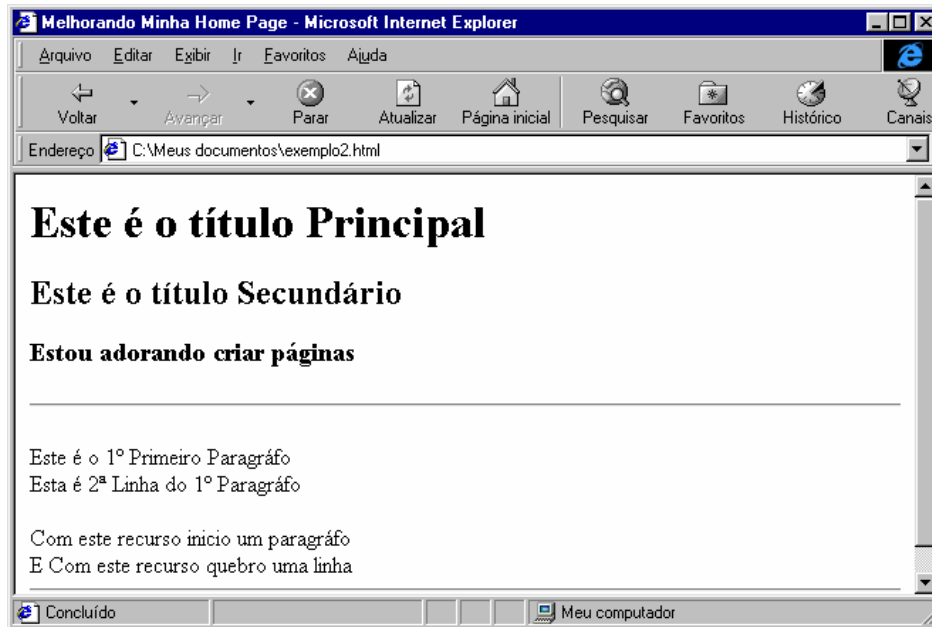 Melhorando Minha Home Page - Microsoft Internet Explorer
Arquivo Editar Exibir Ir Favoritos Ajuda
Voltar Avançar Parar Atualizar Página inicial Pesquisar Favoritos Histórico Canais
Endereço C:\Meus documentos\exemplo2.html
Este é o título Principal
Este é o título Secundário
Estou adorando criar páginas
Este é o 1º Primeiro Paragráfo
Esta é 2ª Linha do 1º Paragráfo
Com este recurso inicio um paragráfo
E Com este recurso quebro uma linha
Concluído Meu computador